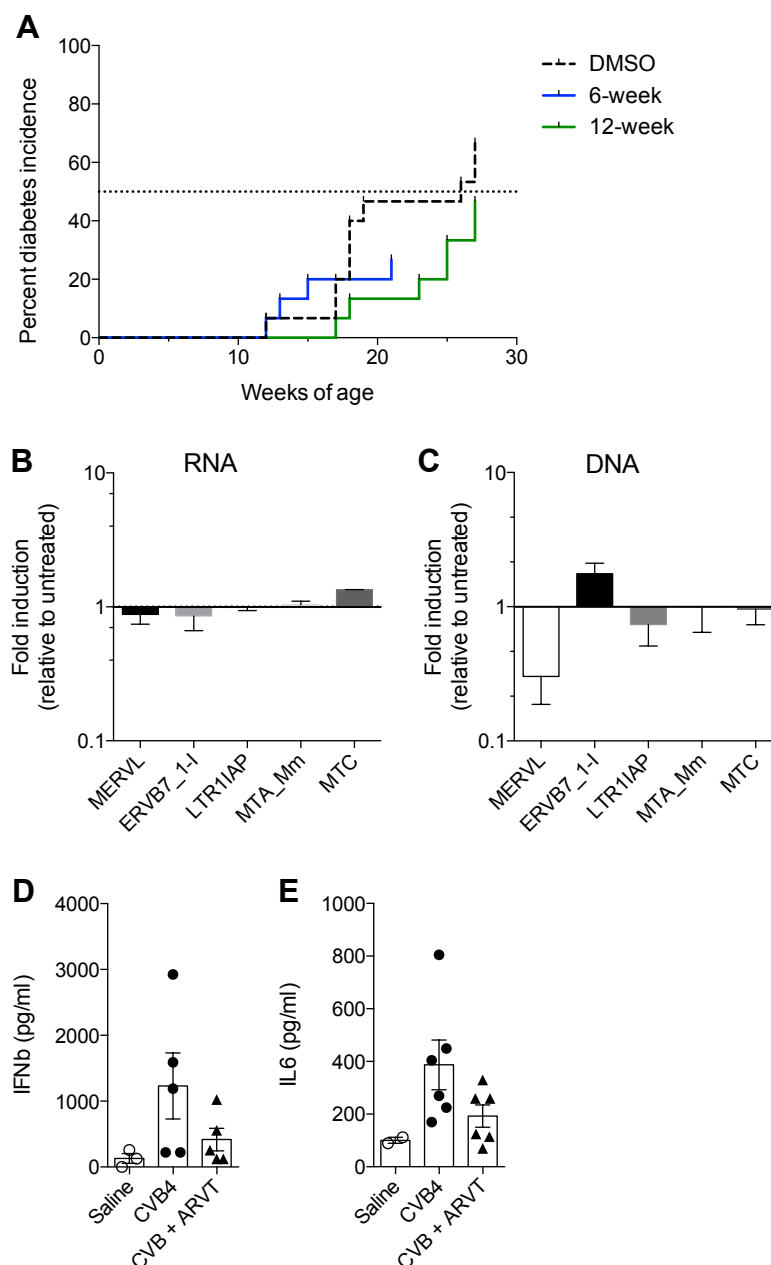 A
Percent diabetes incidence
100
80
60
40
20
0
0 10 20 30
Weeks of age
DMSO
6-week
12-week
B
RNA
Fold induction
(relative to untreated)
10
1
0.1
MERVL
ERVB7_1-I
LTR1IAP
MTA_Mm
MTC
C
DNA
Fold induction
(relative to untreated)
10
1
0.1
MERVL
ERVB7_1-I
LTR1IAP
MTA_Mm
MTC
D
IFNb (pg/ml)
4000
3000
2000
1000
0
Saline
CVB4
CVB + ARVT
E
IL6 (pg/ml)
1000
800
600
400
200
0
Saline
CVB4
CVB + ARVT